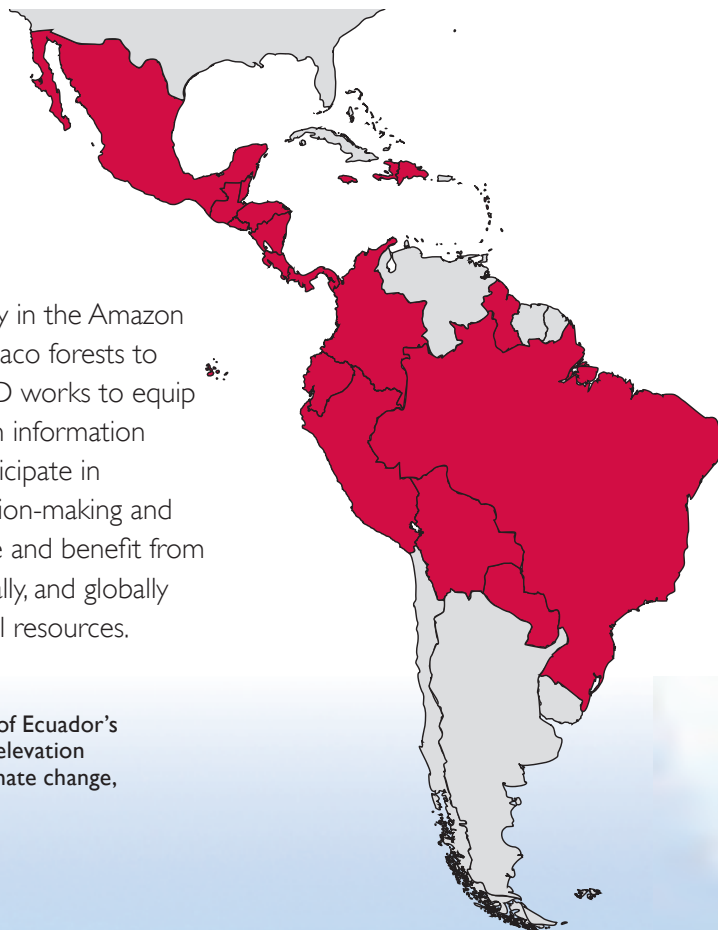 y in the Amazon
aco forests to
D works to equip
n information
icipate in
ion-making and
e and benefit from
ally, and globally
l resources.
of Ecuador's
elevation
nate change,